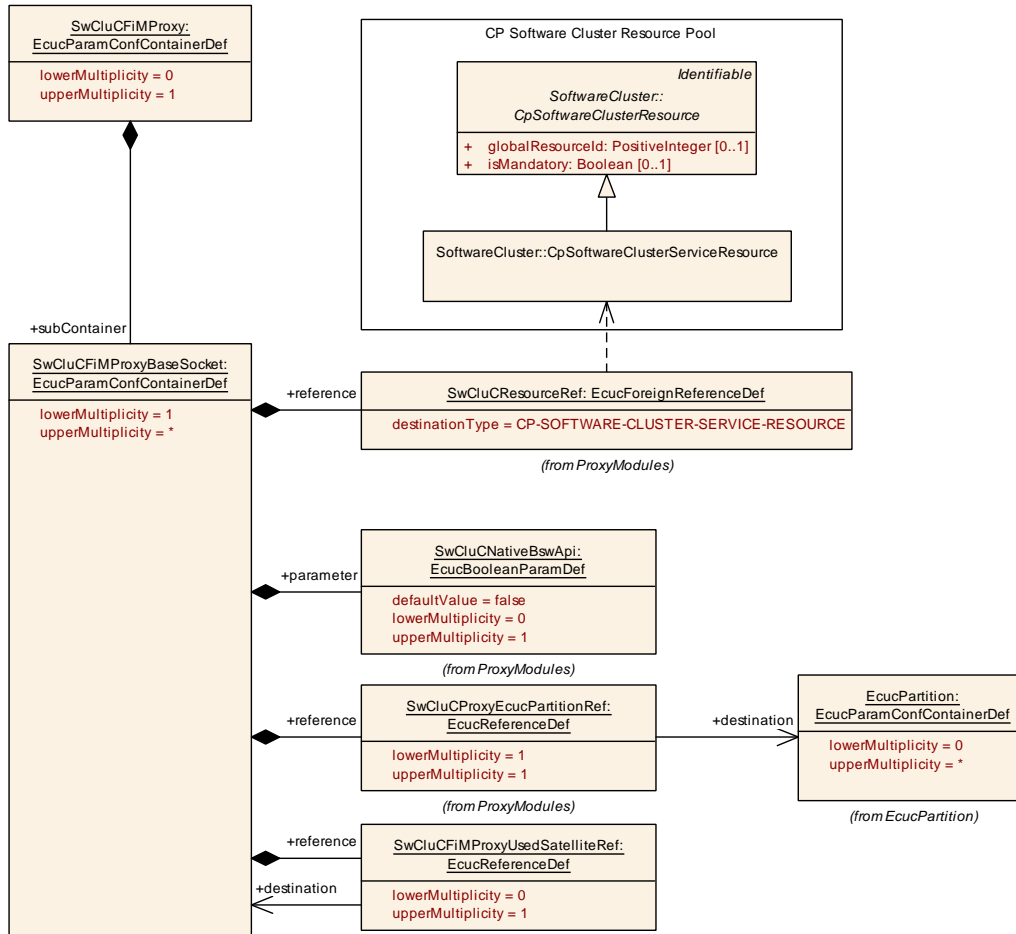 SwCluCFiMProxy:
EcucParamConfContainerDef
lowerMultiplicity = 0
upperMultiplicity = 1
CP Software Cluster Resource Pool
Identifiable
SoftwareCluster::
CpSoftwareClusterResource
+ globalResourceId: PositiveInteger [0..1]
+ isMandatory: Boolean [0..1]
SoftwareCluster::CpSoftwareClusterServiceResource
+subContainer
SwCluCFiMProxyBaseSocket:
EcucParamConfContainerDef
lowerMultiplicity = 1
upperMultiplicity = *
+reference
SwCluCResourceRef: EcucForeignReferenceDef
destinationType = CP-SOFTWARE-CLUSTER-SERVICE-RESOURCE
(from ProxyModules)
+parameter
SwCluCNativeBswApi:
EcucBooleanParamDef
defaultValue = false
lowerMultiplicity = 0
upperMultiplicity = 1
(from ProxyModules)
+reference
SwCluCProxyEcucPartitionRef:
EcucReferenceDef
lowerMultiplicity = 1
upperMultiplicity = 1
(from ProxyModules)
+destination
EcucPartition:
EcucParamConfContainerDef
lowerMultiplicity = 0
upperMultiplicity = *
(from EcucPartition)
+reference
+destination
SwCluCFiMProxyUsedSatelliteRef:
EcucReferenceDef
lowerMultiplicity = 0
upperMultiplicity = 1